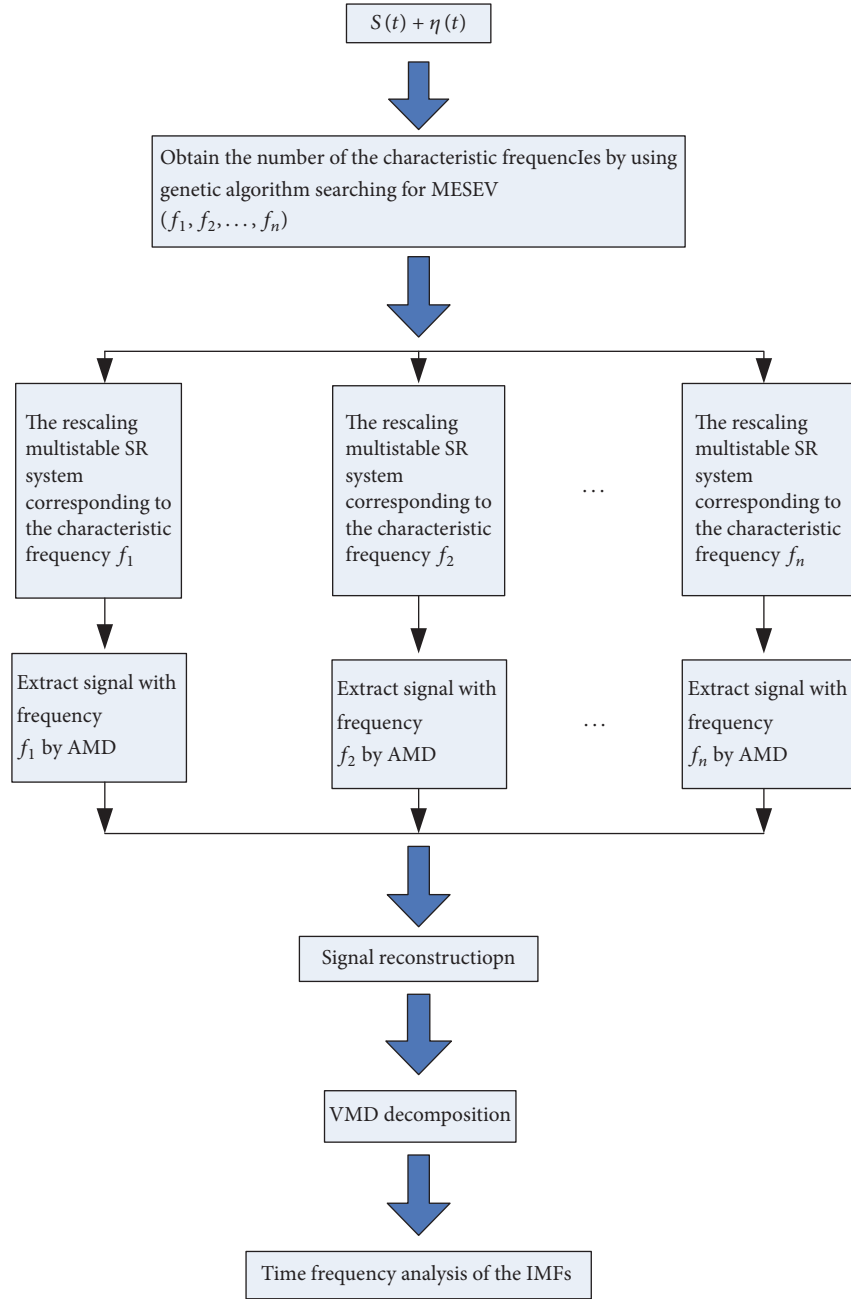 S(t) + η(t)
Obtain the number of the characteristic frequencIes by using
genetic algorithm searching for MESEV
(f₁, f₂, . . . , fₙ)
The rescaling
multistable SR
system
corresponding to
the characteristic
frequency f₁
The rescaling
multistable SR
system
corresponding to
the characteristic
frequency f₂
. . .
The rescaling
multistable SR
system
corresponding to
the characteristic
frequency fₙ
Extract signal with
frequency
f₁ by AMD
Extract signal with
frequency
f₂ by AMD
. . .
Extract signal with
frequency
fₙ by AMD
Signal reconstructiopn
VMD decomposition
Time frequency analysis of the IMFs